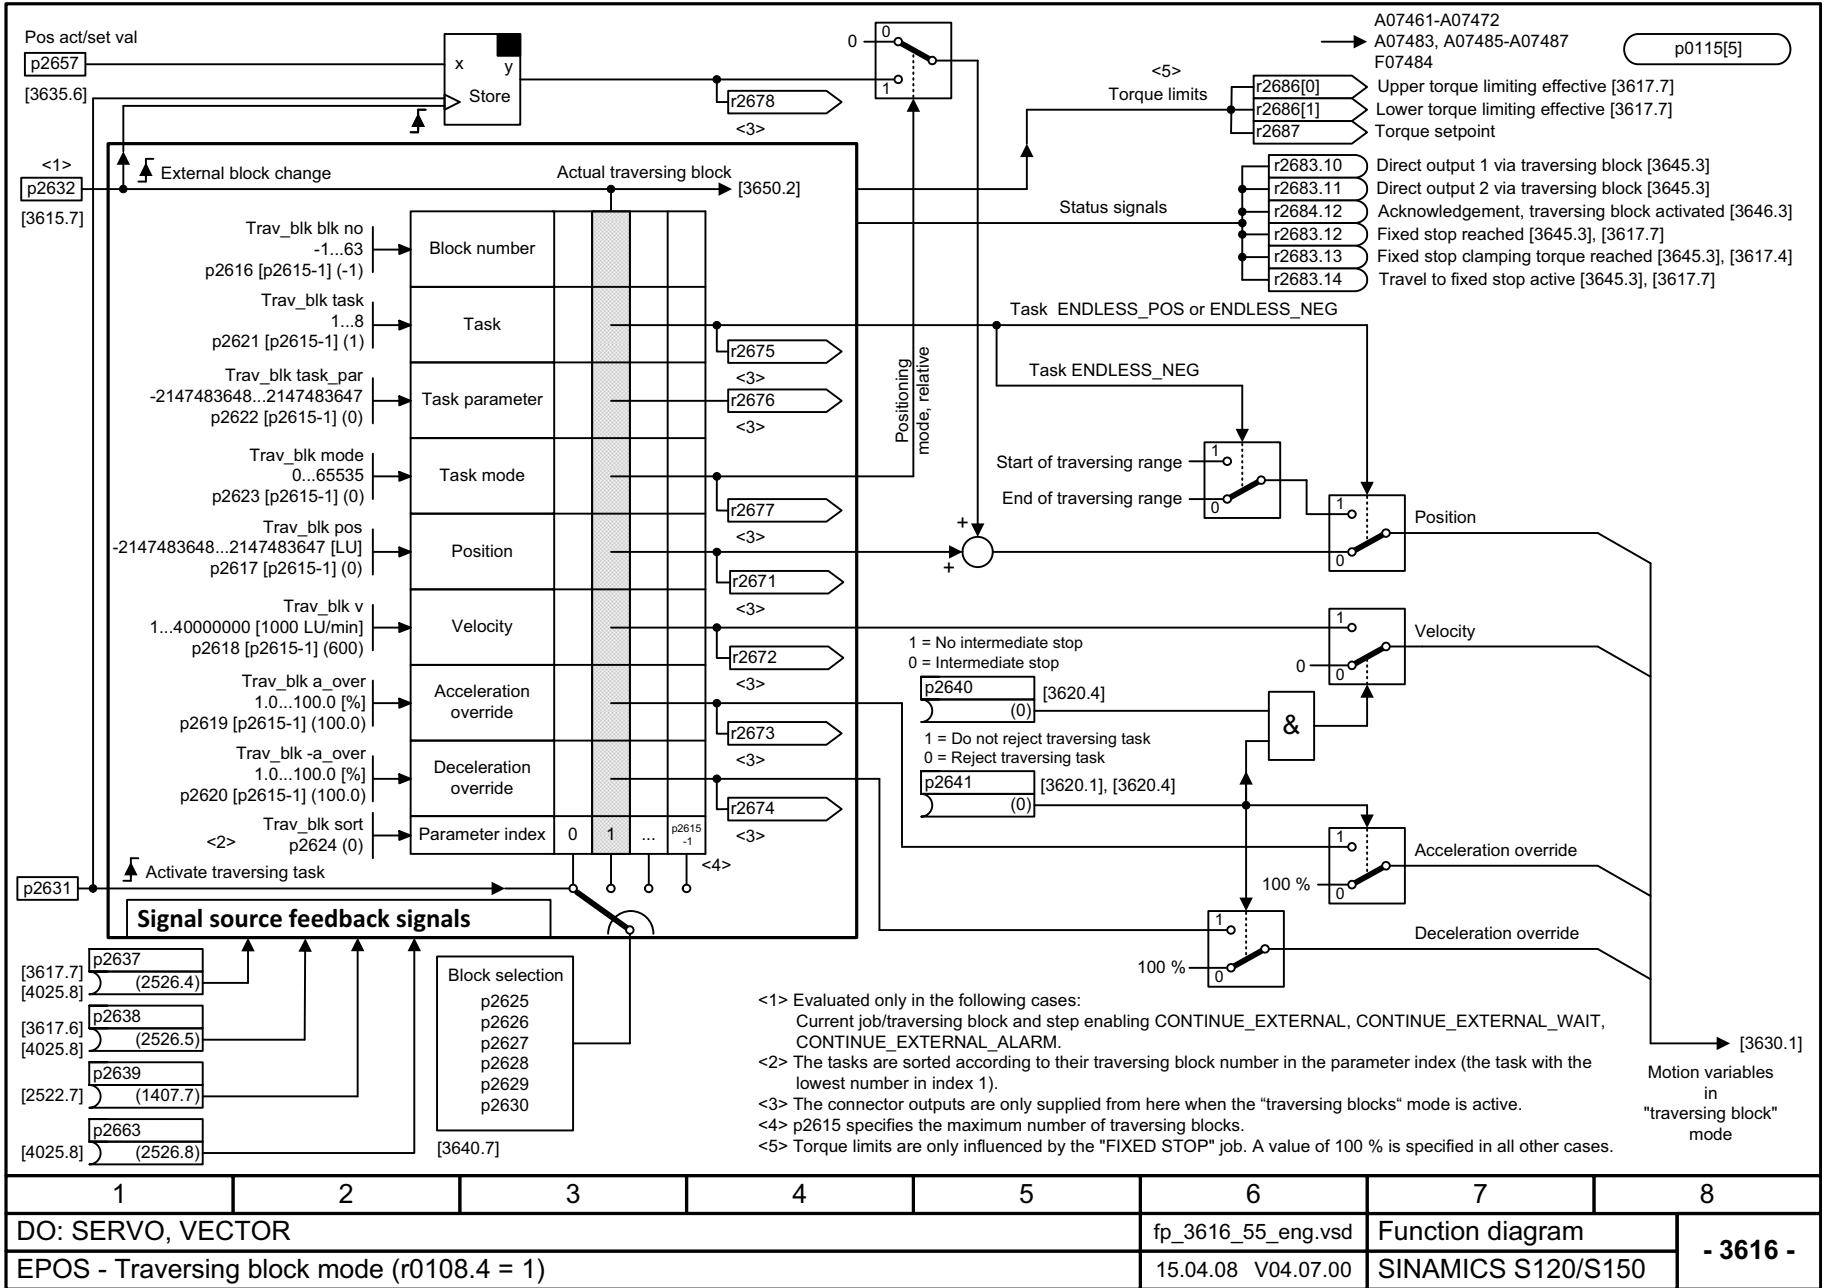 Pos act/set val
p2657
[3635.6]
x
y
Store
r2678
<3>
0
0
1
A07461-A07472
A07483, A07485-A07487
F07484
p0115[5]
<5>
Torque limits
r2686[0]
Upper torque limiting effective [3617.7]
r2686[1]
Lower torque limiting effective [3617.7]
r2687
Torque setpoint
<1>
p2632
[3615.7]
External block change
Actual traversing block
[3650.2]
Status signals
r2683.10
Direct output 1 via traversing block [3645.3]
r2683.11
Direct output 2 via traversing block [3645.3]
r2684.12
Acknowledgement, traversing block activated [3646.3]
r2683.12
Fixed stop reached [3645.3], [3617.7]
r2683.13
Fixed stop clamping torque reached [3645.3], [3617.4]
r2683.14
Travel to fixed stop active [3645.3], [3617.7]
Trav_blk blk no
-1...63
p2616 [p2615-1] (-1)
Block number
Trav_blk task
1...8
p2621 [p2615-1] (1)
Task
r2675
<3>
Task ENDLESS_POS or ENDLESS_NEG
Task ENDLESS_NEG
Trav_blk task_par
-2147483648...2147483647
p2622 [p2615-1] (0)
Task parameter
r2676
<3>
Positioning
mode, relative
Trav_blk mode
0...65535
p2623 [p2615-1] (0)
Task mode
r2677
<3>
Start of traversing range
End of traversing range
1
0
Trav_blk pos
-2147483648...2147483647 [LU]
p2617 [p2615-1] (0)
Position
r2671
<3>
+
+
1
0
Position
Trav_blk v
1...40000000 [1000 LU/min]
p2618 [p2615-1] (600)
Velocity
r2672
<3>
1
0
0
Velocity
1 = No intermediate stop
0 = Intermediate stop
p2640
(0)
[3620.4]
&
Trav_blk a_over
1.0...100.0 [%]
p2619 [p2615-1] (100.0)
Acceleration
override
r2673
<3>
1 = Do not reject traversing task
0 = Reject traversing task
p2641
(0)
[3620.1], [3620.4]
Trav_blk -a_over
1.0...100.0 [%]
p2620 [p2615-1] (100.0)
Deceleration
override
r2674
<3>
<2>
Trav_blk sort
p2624 (0)
Parameter index
0
1
...
p2615
-1
<4>
1
100 %
0
Acceleration override
p2631
Activate traversing task
Signal source feedback signals
1
100 %
0
Deceleration override
[3617.7]
[4025.8]
p2637
(2526.4)
[3617.6]
[4025.8]
p2638
(2526.5)
[2522.7]
p2639
(1407.7)
[4025.8]
p2663
(2526.8)
Block selection
p2625
p2626
p2627
p2628
p2629
p2630
[3640.7]
<1> Evaluated only in the following cases:
Current job/traversing block and step enabling CONTINUE_EXTERNAL, CONTINUE_EXTERNAL_WAIT,
CONTINUE_EXTERNAL_ALARM.
<2> The tasks are sorted according to their traversing block number in the parameter index (the task with the
lowest number in index 1).
<3> The connector outputs are only supplied from here when the “traversing blocks“ mode is active.
<4> p2615 specifies the maximum number of traversing blocks.
<5> Torque limits are only influenced by the "FIXED STOP" job. A value of 100 % is specified in all other cases.
[3630.1]
Motion variables
in
"traversing block"
mode
1 2 3 4 5 6 7 8
DO: SERVO, VECTOR
fp_3616_55_eng.vsd
Function diagram
- 3616 -
EPOS - Traversing block mode (r0108.4 = 1)
15.04.08 V04.07.00
SINAMICS S120/S150